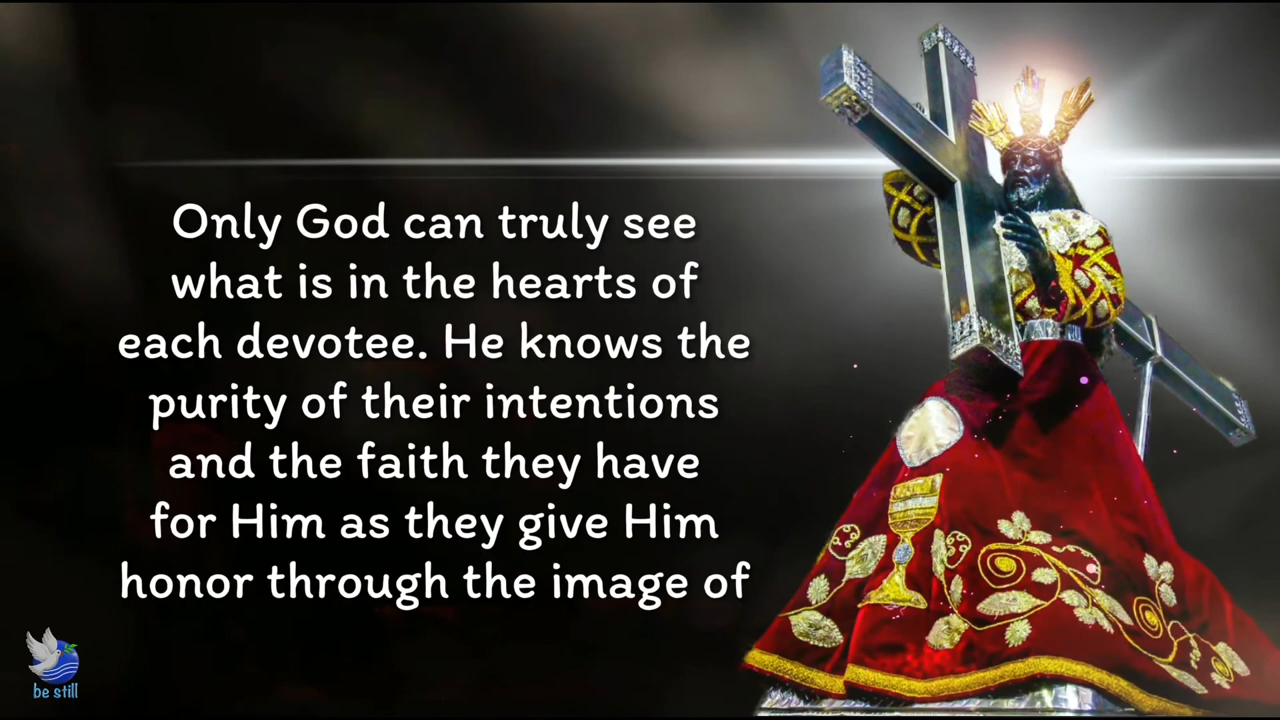 Only God can truly see
what is in the hearts of
each devotee. He knows the
purity of their intentions
and the faith they have
for Him as they give Him
honor through the image of
be still